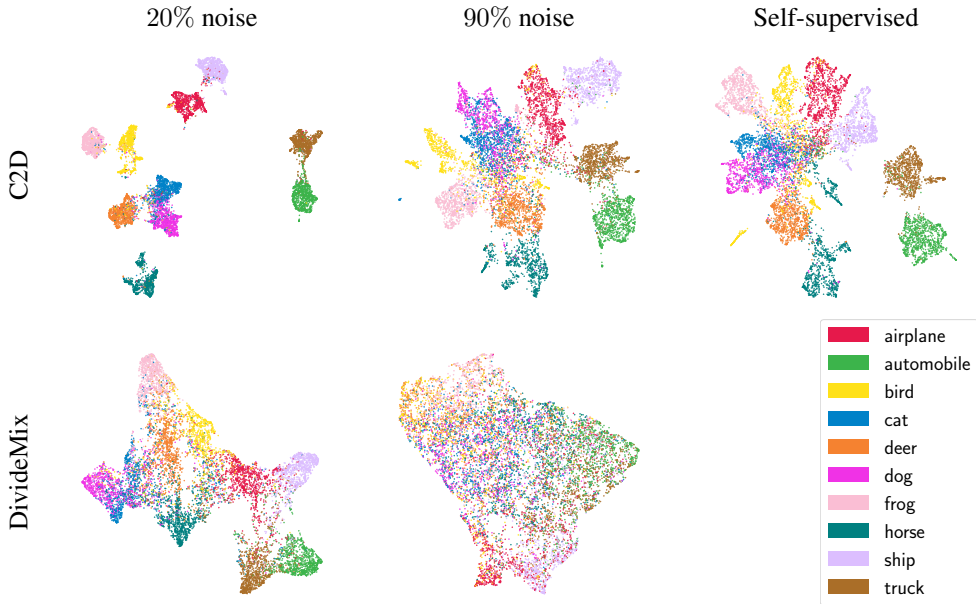 20% noise
90% noise
Self-supervised
C2D
DivideMix
airplane
automobile
bird
cat
deer
dog
frog
horse
ship
truck